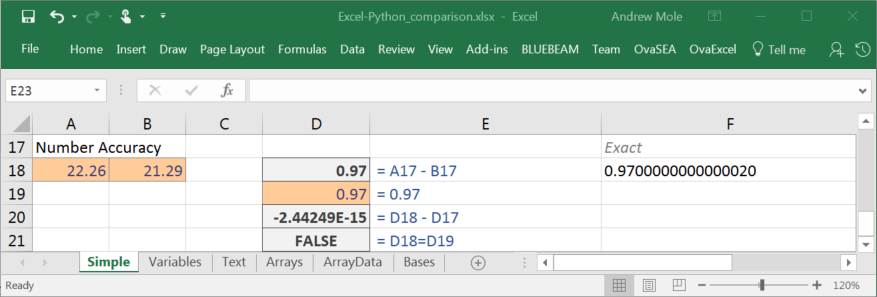 Excel-Python_comparison.xlsx - Excel Andrew Mole
File Home Insert Draw Page Layout Formulas Data Review View Add-ins BLUEBEAM Team OvaSEA OvaExcel Tell me
E23 fx
A B C D E F
17 Number Accuracy Exact
18 22.26 21.29 0.97 = A17 - B17 0.9700000000000020
19 0.97 = 0.97
20 -2.44249E-15 = D18 - D17
21 FALSE = D18=D19
Simple Variables Text Arrays ArrayData Bases
Ready 120%